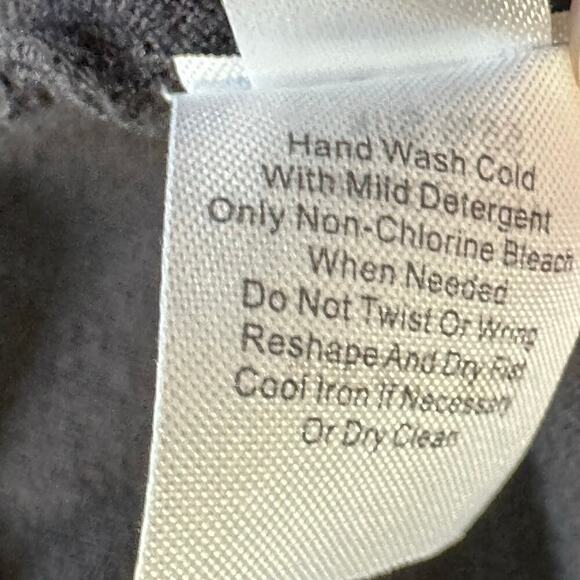 Hand Wash Cold
With Mild Detergent
Only Non-Chlorine Bleach
When Needed
Do Not Twist Or Wring
Reshape And Dry Flat
Cool Iron If Necessary
Or Dry Clean